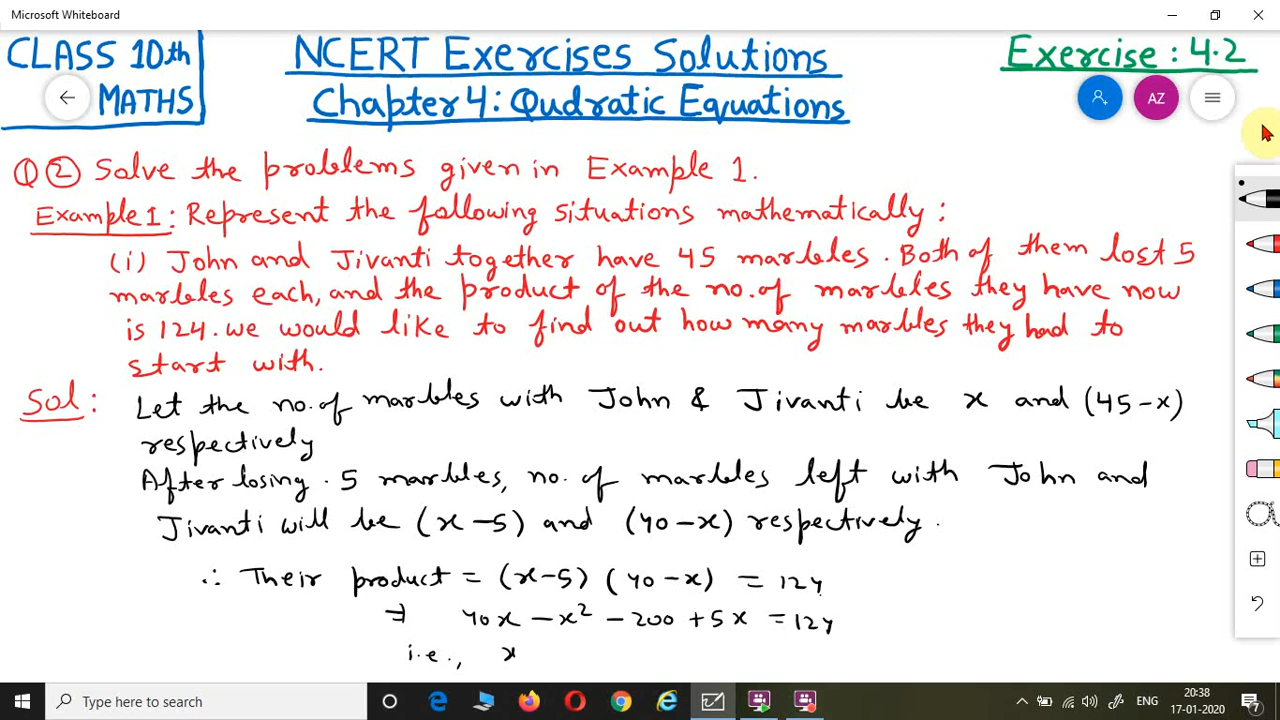 Microsoft Whiteboard
CLASS 10th
MATHS
NCERT Exercises Solutions
Chapter 4: Qudratic Equations
Exercise: 4.2
AZ
Q ② Solve the problems given in Example 1.
Example 1: Represent the following situations mathematically:
(i) John and Jivanti together have 45 marbles. Both of them lost 5
marbles each, and the product of the no. of marbles they have now
is 124. we would like to find out how many marbles they had to
start with.
Sol: Let the no. of marbles with John & Jivanti be x and (45-x)
respectively
After losing . 5 marbles, no. of marbles left with John and
Jivanti will be (x-5) and (40-x) respectively.
∴ Their product = (x-5) (40-x) = 124
⇒ 40x - x² - 200 + 5x = 124
i.e., x
Type here to search
ENG
20:38
17-01-2020
7